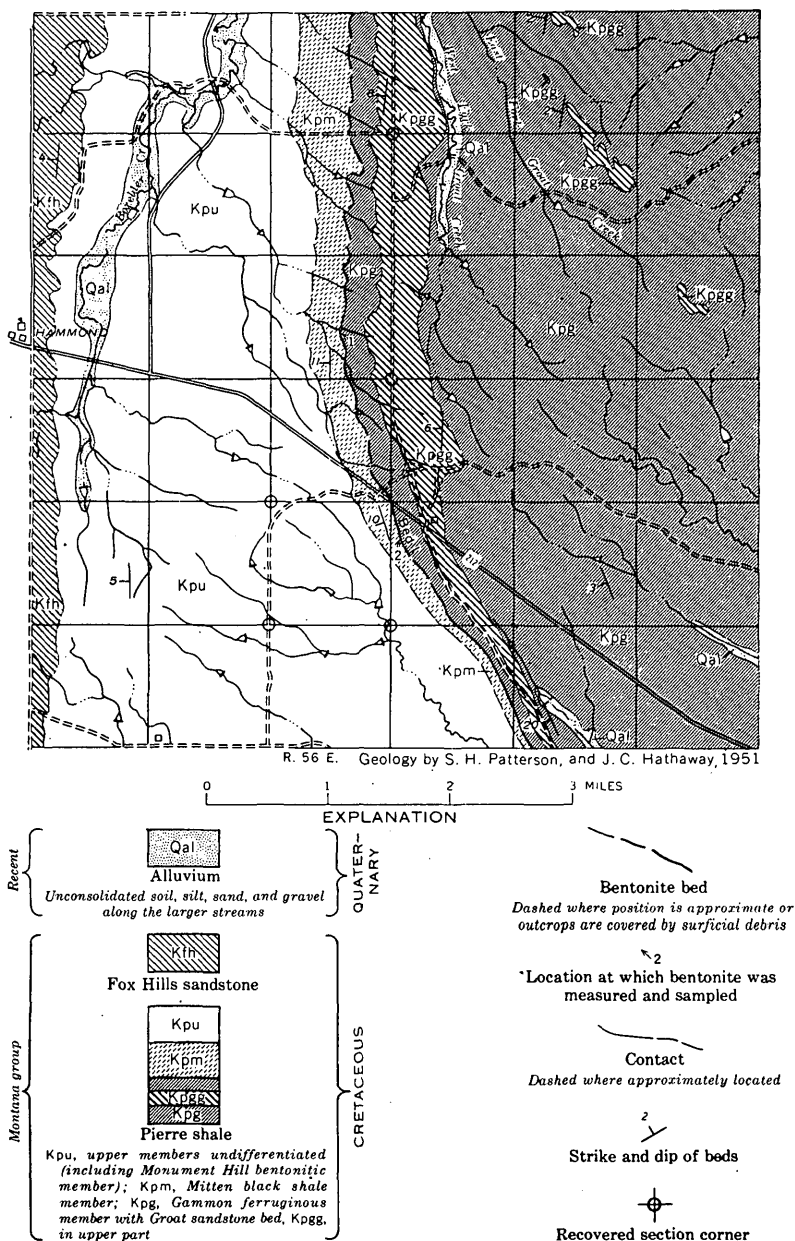 Kpgg
Kpm
Kpgg
Qal
Kpgg
Groat
Creek
Kfh
Kpu
Qal
Kpg
Kpgg
HAMMOND
Kpg
Kpgg
5
Kpu
Kfh
Kpg
Kpm
Qal
Qal
R. 56 E. Geology by S. H. Patterson, and J. C. Hathaway, 1951
0 1 2 3 MILES
EXPLANATION
Recent
Qal
Alluvium
Unconsolidated soil, silt, sand, and gravel
along the larger streams
QUATER-
NARY
Montana group
Kfh
Fox Hills sandstone
Kpu
Kpm
Kpgg
Kpg
Pierre shale
Kpu, upper members undifferentiated
(including Monument Hill bentonitic
member); Kpm, Mitten black shale
member; Kpg, Gammon ferruginous
member with Groat sandstone bed, Kpgg,
in upper part
CRETACEOUS
Bentonite bed
Dashed where position is approximate or
outcrops are covered by surficial debris
2
Location at which bentonite was
measured and sampled
Contact
Dashed where approximately located
2
Strike and dip of beds
Recovered section corner